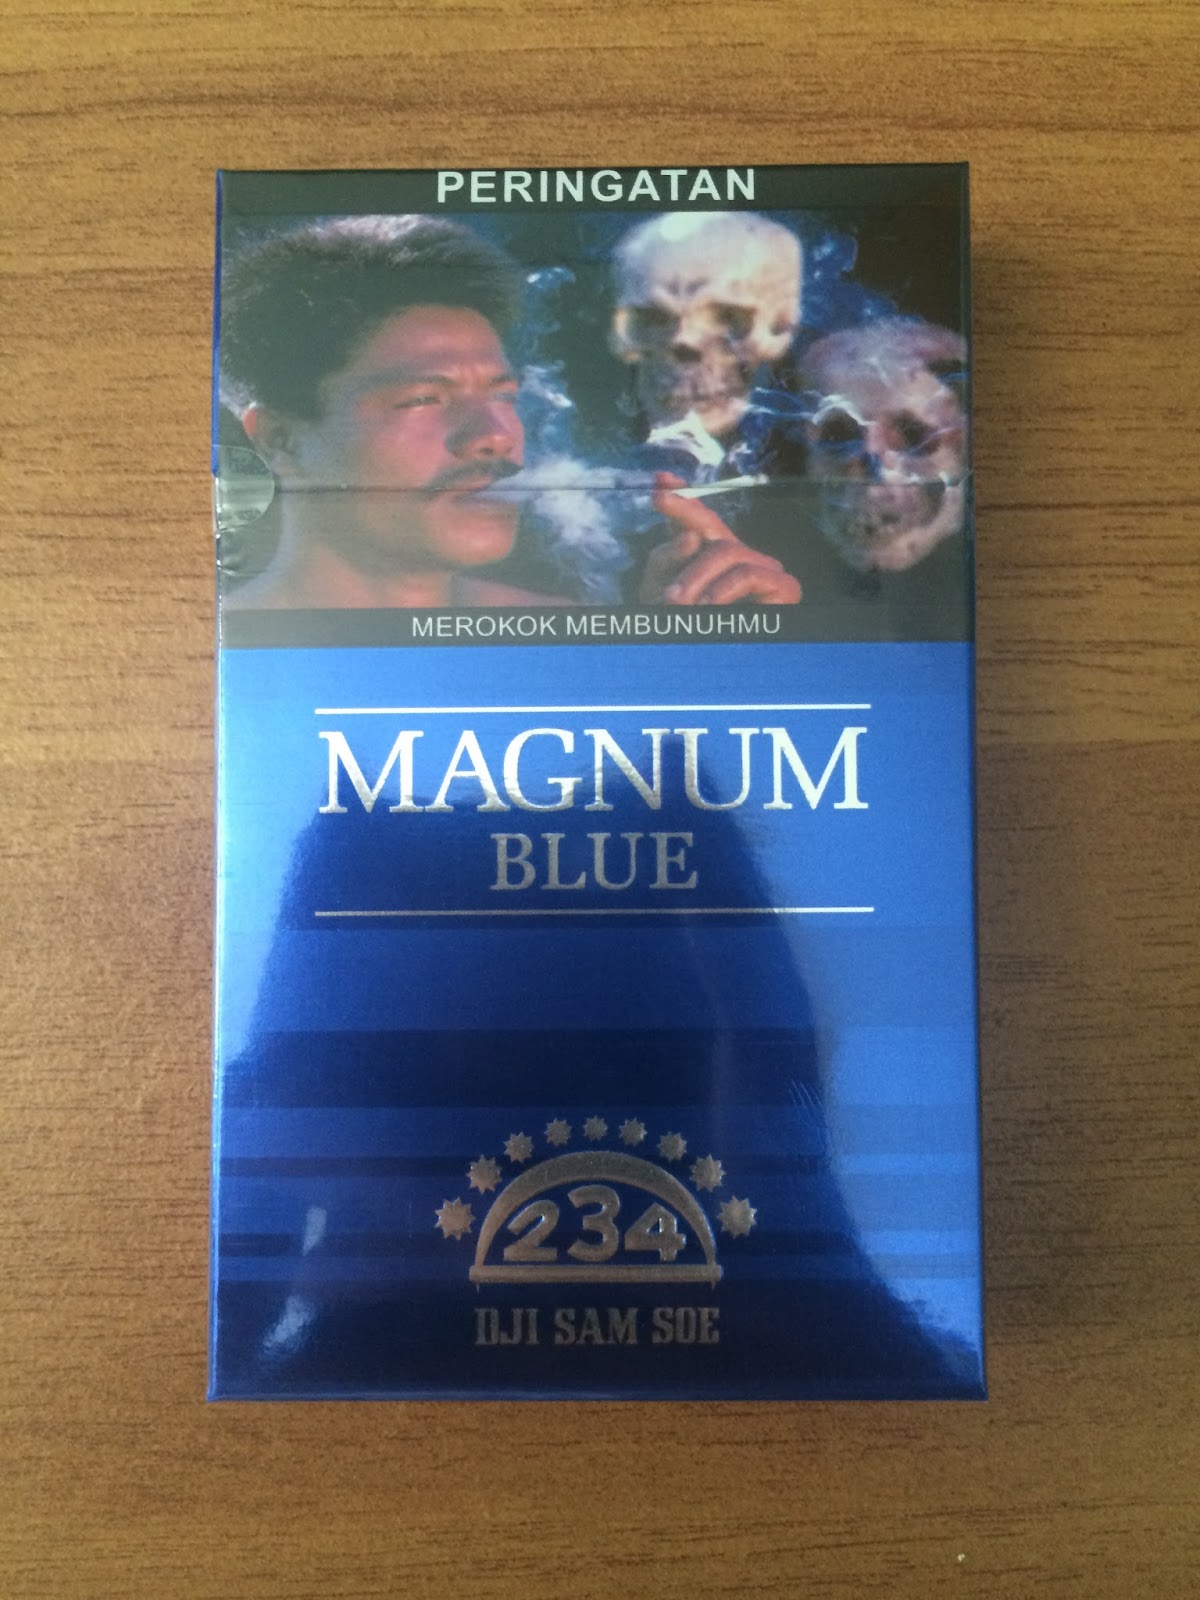 PERINGATAN
MEROKOK MEMBUNUHMU
MAGNUM
BLUE
234
DJI SAM SOE